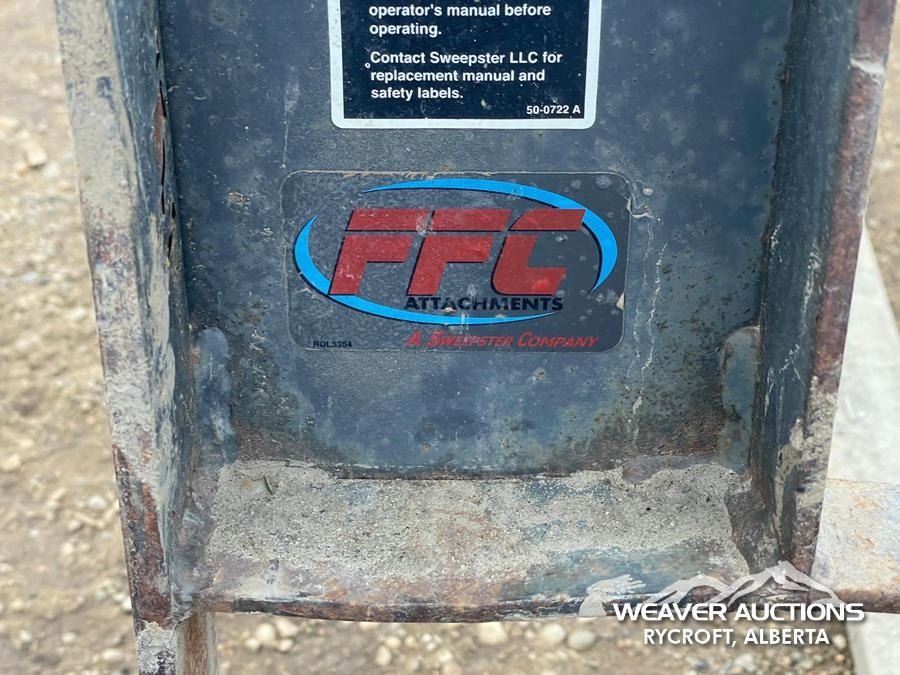 operator's manual before
operating.
Contact Sweepster LLC for
replacement manual and
safety labels.
50-0722 A
FFC
ATTACHMENTS
A SWEEPSTER COMPANY
RDL3304
WEAVER AUCTIONS
RYCROFT, ALBERTA